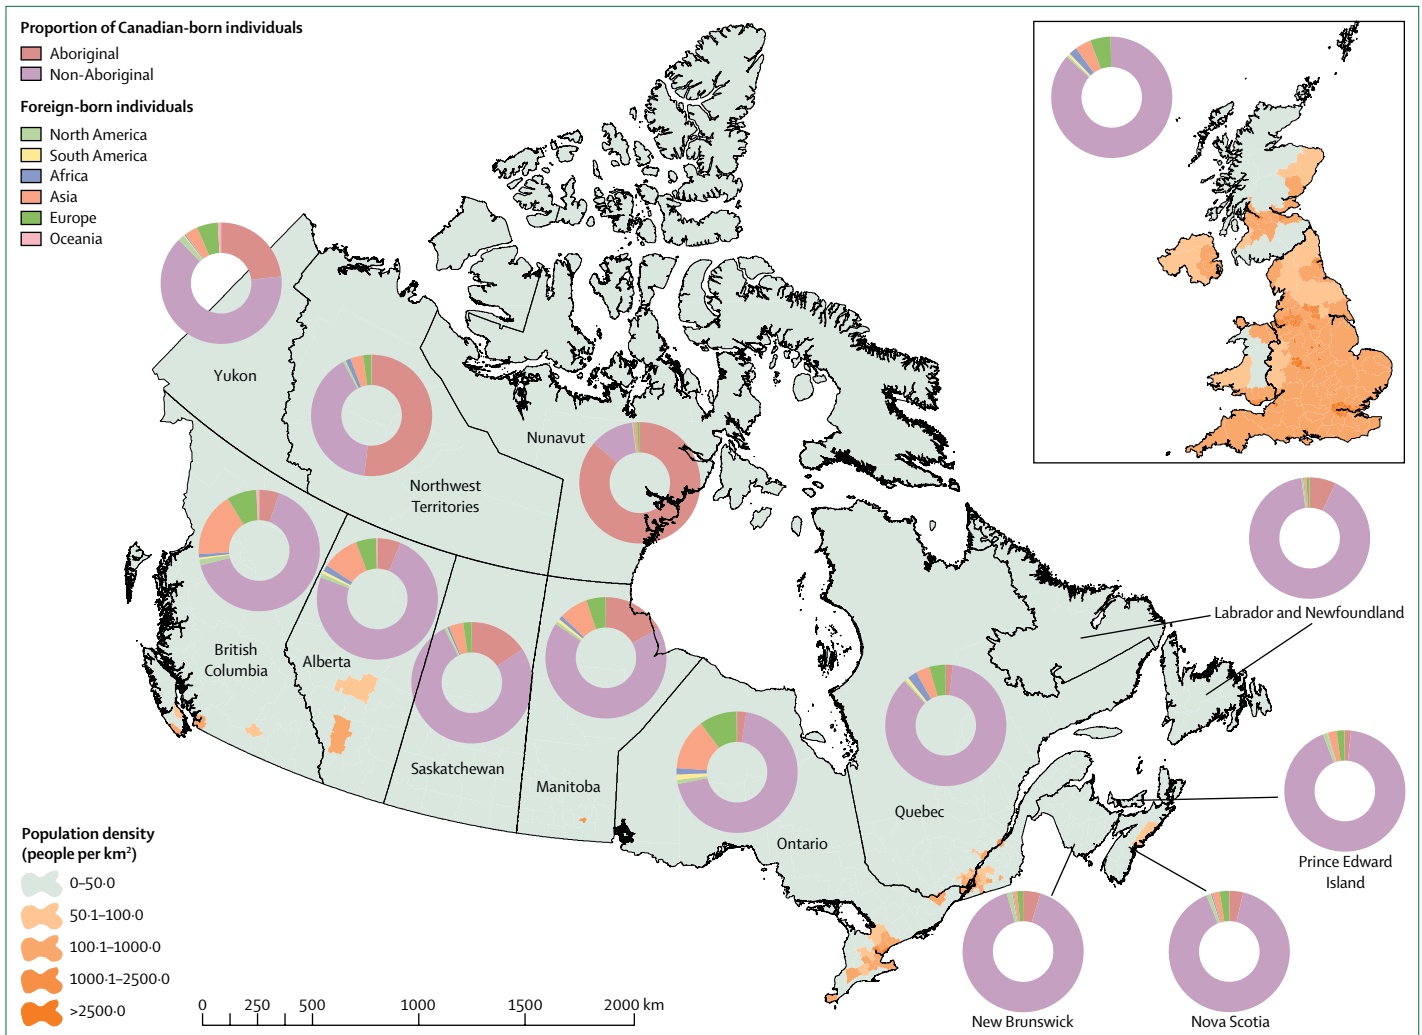 Proportion of Canadian-born individuals
Aboriginal
Non-Aboriginal
Foreign-born individuals
North America
South America
Africa
Asia
Europe
Oceania
Yukon
Nunavut
Northwest
Territories
Labrador and Newfoundland
British
Columbia
Alberta
Saskatchewan
Manitoba
Ontario
Quebec
Prince Edward
Island
New Brunswick
Nova Scotia
Population density
(people per km²)
0–50·0
50·1–100·0
100·1–1000·0
1000·1–2500·0
>2500·0
0 250 500 1000 1500 2000 km